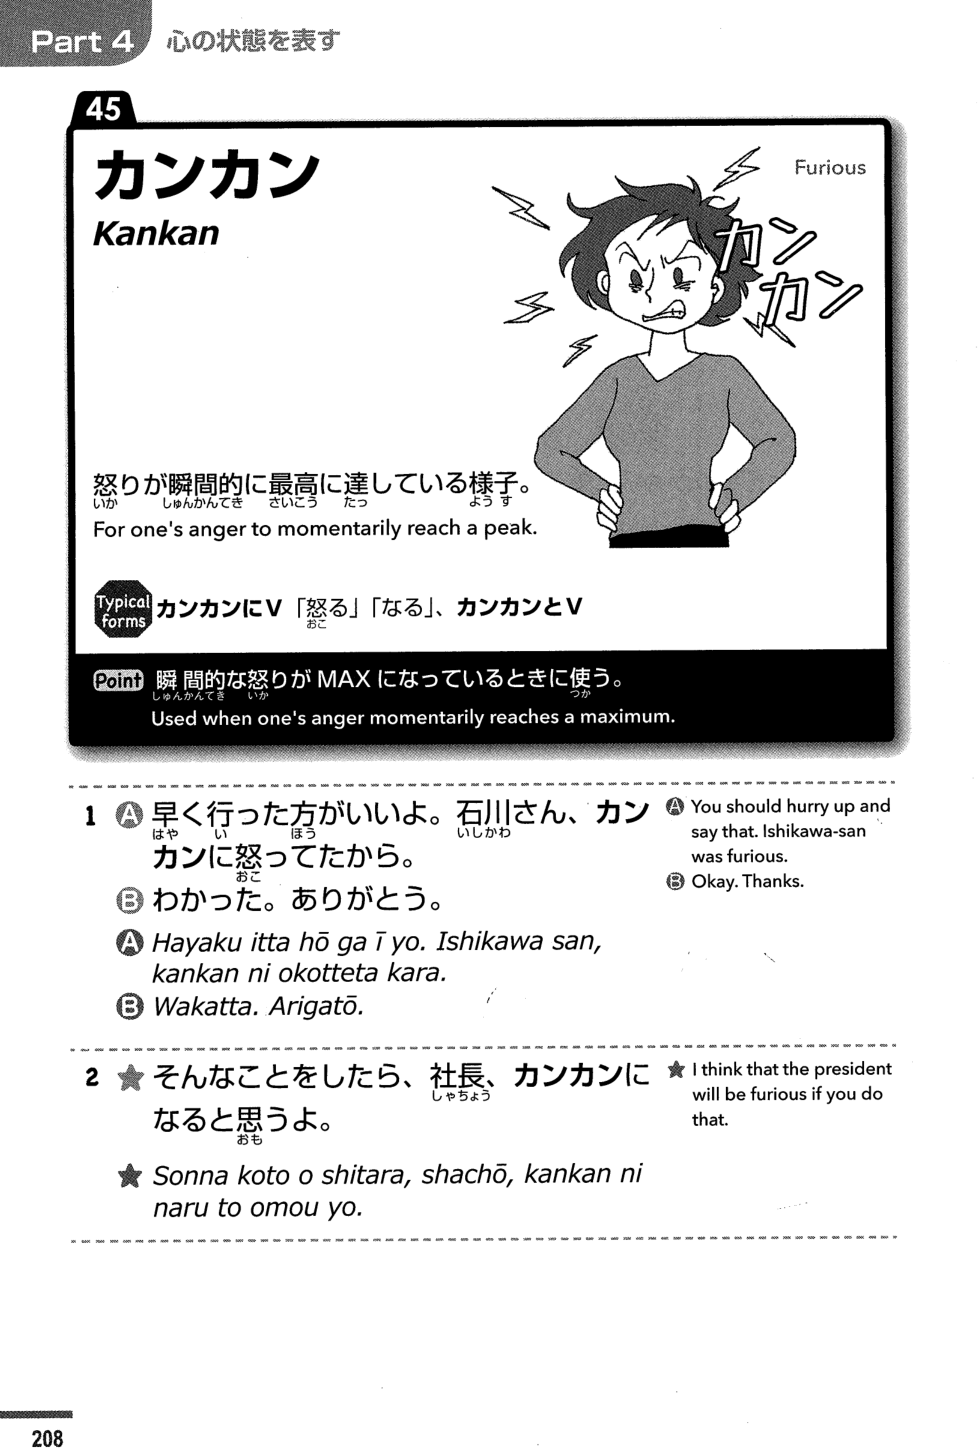 Part 4 心の状態を表す
45
カンカン
Kankan
Furious
カン
カン
怒りが瞬間的に最高に達している様子。
いか しゅんかんてき さいこう たっ ようす
For one's anger to momentarily reach a peak.
Typical forms カンカンにV「怒る」「なる」、カンカンとV
おこ
Point 瞬間的な怒りが MAX になっているときに使う。
しゅんかんてき いか つか
Used when one's anger momentarily reaches a maximum.
1 A 早く行った方がいいよ。石川さん、カン
はや い ほう いしかわ
カンに怒ってたから。
おこ
B わかった。ありがとう。
A Hayaku itta hō ga ī yo. Ishikawa san,
kankan ni okotteta kara.
B Wakatta. Arigatō.
A You should hurry up and
say that. Ishikawa-san
was furious.
B Okay. Thanks.
2 ★ そんなことをしたら、社長、カンカンに
しゃちょう
なると思うよ。
おも
★ Sonna koto o shitara, shachō, kankan ni
naru to omou yo.
★ I think that the president
will be furious if you do
that.
208